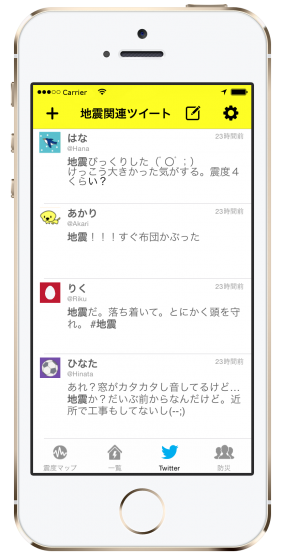 Carrier
地震関連ツイート
はな 23時間前
@Hana
地震びっくりした（ ゚〇゚ ；）
けっこう大きかった気がする。震度４
くらい？
あかり 23時間前
@Akari
地震！！！すぐ布団かぶった
りく 23時間前
@Riku
地震だ。落ち着いて。とにかく頭を守
れ。 #地震
ひなた 23時間前
@Hinata
あれ？窓がカタカタし音してるけど…
地震か？だいぶ前からなんだけど。近
所で工事もしてないし(--;)
震度マップ 一覧 Twitter 防災